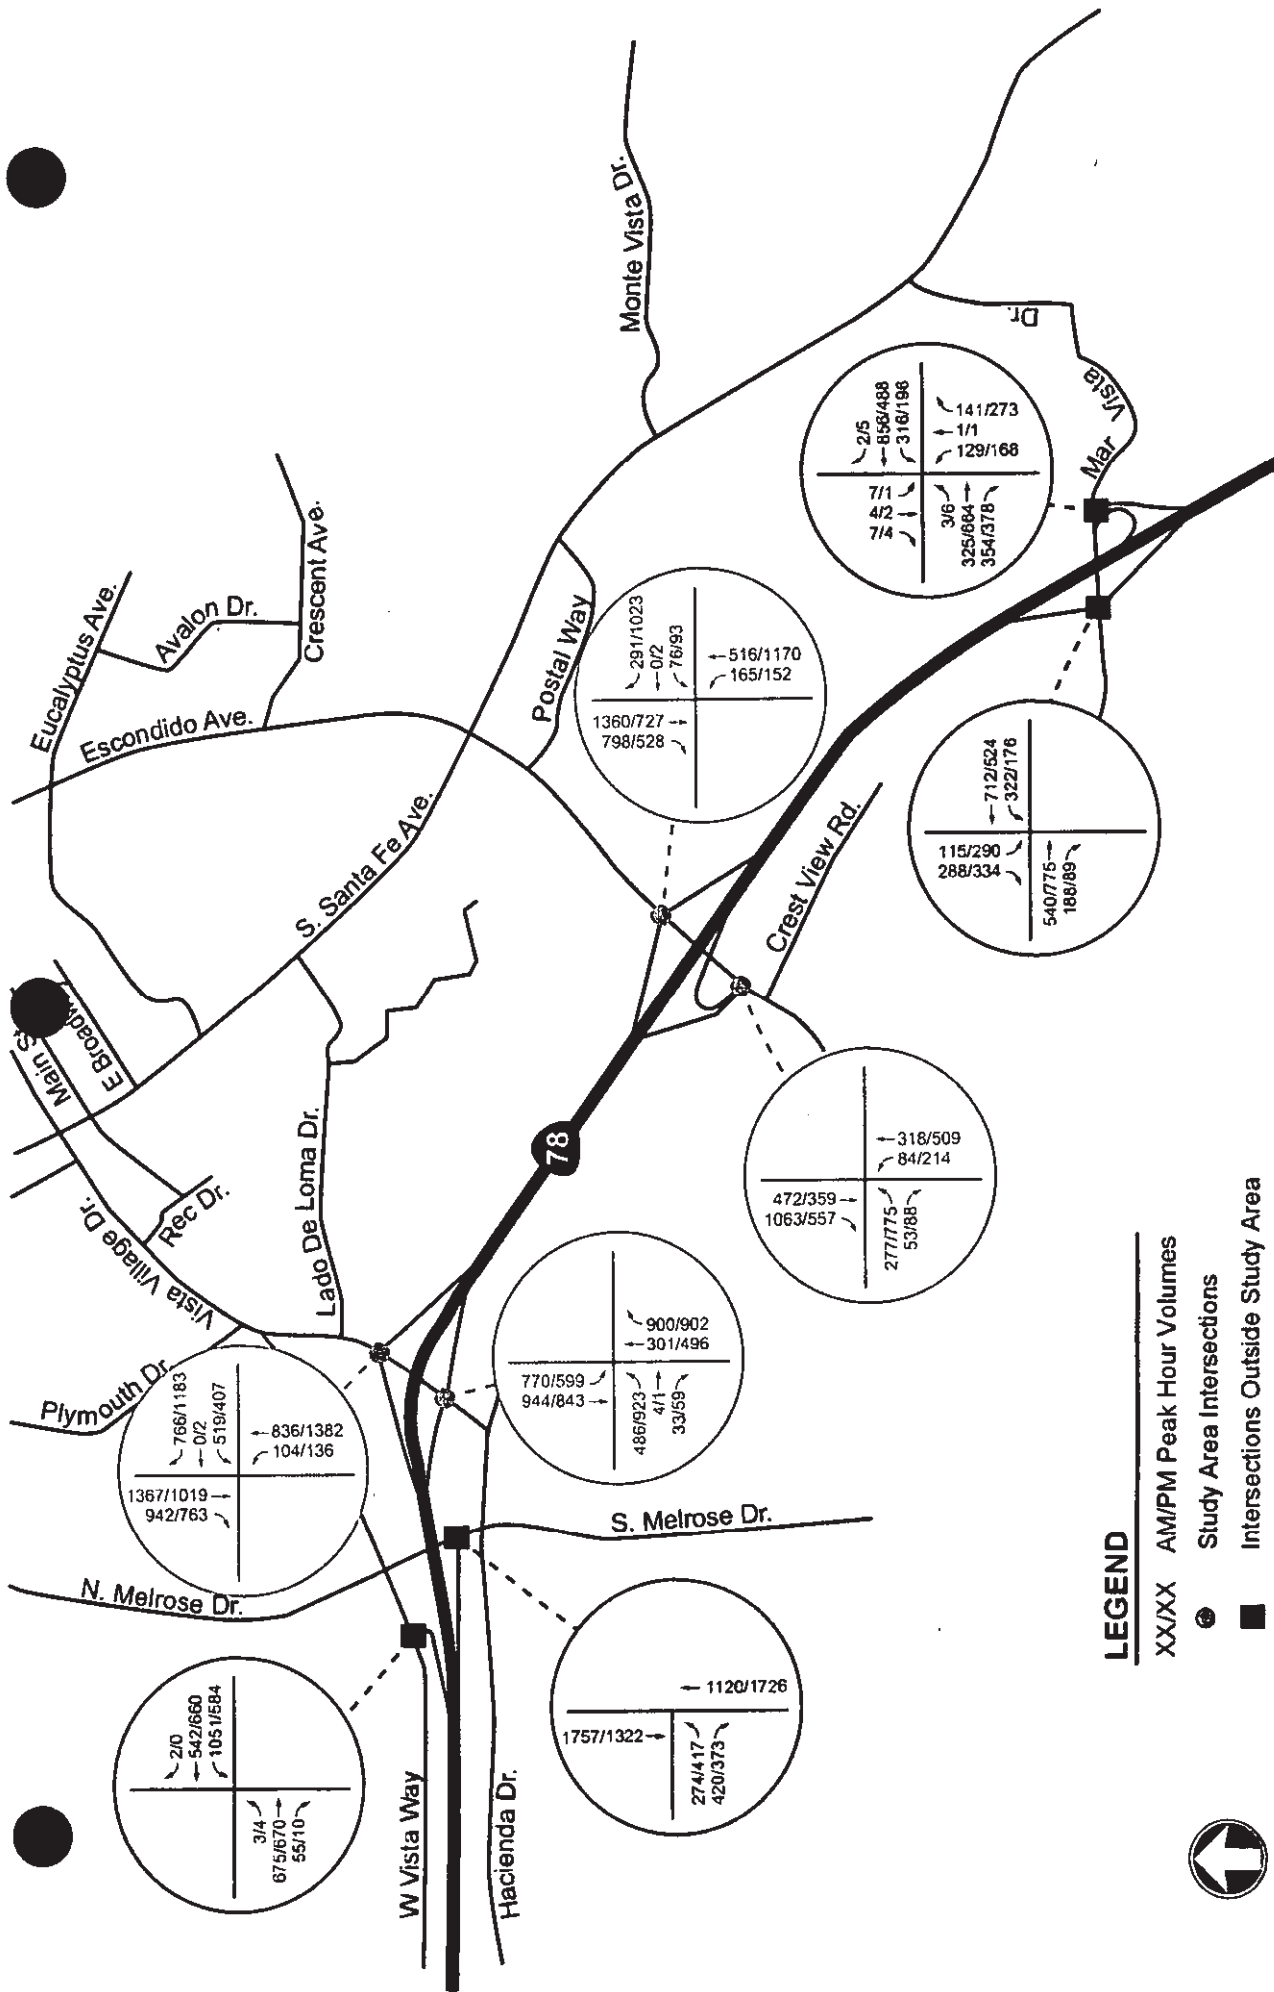 Eucalyptus Ave.
Avalon Dr.
Crescent Ave.
Escondido Ave.
Monte Vista Dr.
Main S
E Broadw
S. Santa Fe Ave.
Postal Way
Rec Dr.
Vista Village Dr.
Lado De Loma Dr.
Plymouth Dr.
N. Melrose Dr.
S. Melrose Dr.
W Vista Way
Hacienda Dr.
78
Crest View Rd.
Mar Vista Dr.
2/5
856/488
316/196
7/1
4/2
7/4
141/273
1/1
129/168
3/6
325/664
354/378
291/1023
0/2
76/93
1360/727
798/528
516/1170
165/152
712/524
322/176
115/290
288/334
540/775
188/89
472/359
1063/557
318/509
84/214
277/775
53/88
900/902
301/496
770/599
944/843
486/923
4/1
33/59
766/1183
0/2
519/407
1367/1019
942/763
836/1382
104/136
2/0
542/660
1051/584
3/4
675/670
55/10
1757/1322
1120/1726
274/417
420/373
LEGEND
XX/XX AM/PM Peak Hour Volumes
Study Area Intersections
Intersections Outside Study Area